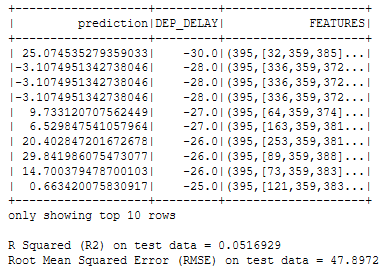 +------------------+---------+--------------------+
|        prediction|DEP_DELAY|            FEATURES|
+------------------+---------+--------------------+
| 25.074535279359033|    -30.0|(395,[32,359,385]...|
|-3.1074951342738046|    -28.0|(395,[336,359,372...|
|-3.1074951342738046|    -28.0|(395,[336,359,372...|
|-3.1074951342738046|    -28.0|(395,[336,359,372...|
|  9.733120707562449|    -27.0|(395,[64,359,374]...|
|  6.529847541057964|    -27.0|(395,[163,359,381...|
| 20.402847201672678|    -26.0|(395,[253,359,381...|
| 29.841986075473077|    -26.0|(395,[89,359,388]...|
| 14.700379478700103|    -26.0|(395,[73,359,383]...|
|  0.663420075830917|    -25.0|(395,[121,359,383...|
+------------------+---------+--------------------+
only showing top 10 rows
R Squared (R2) on test data = 0.0516929
Root Mean Squared Error (RMSE) on test data = 47.8972